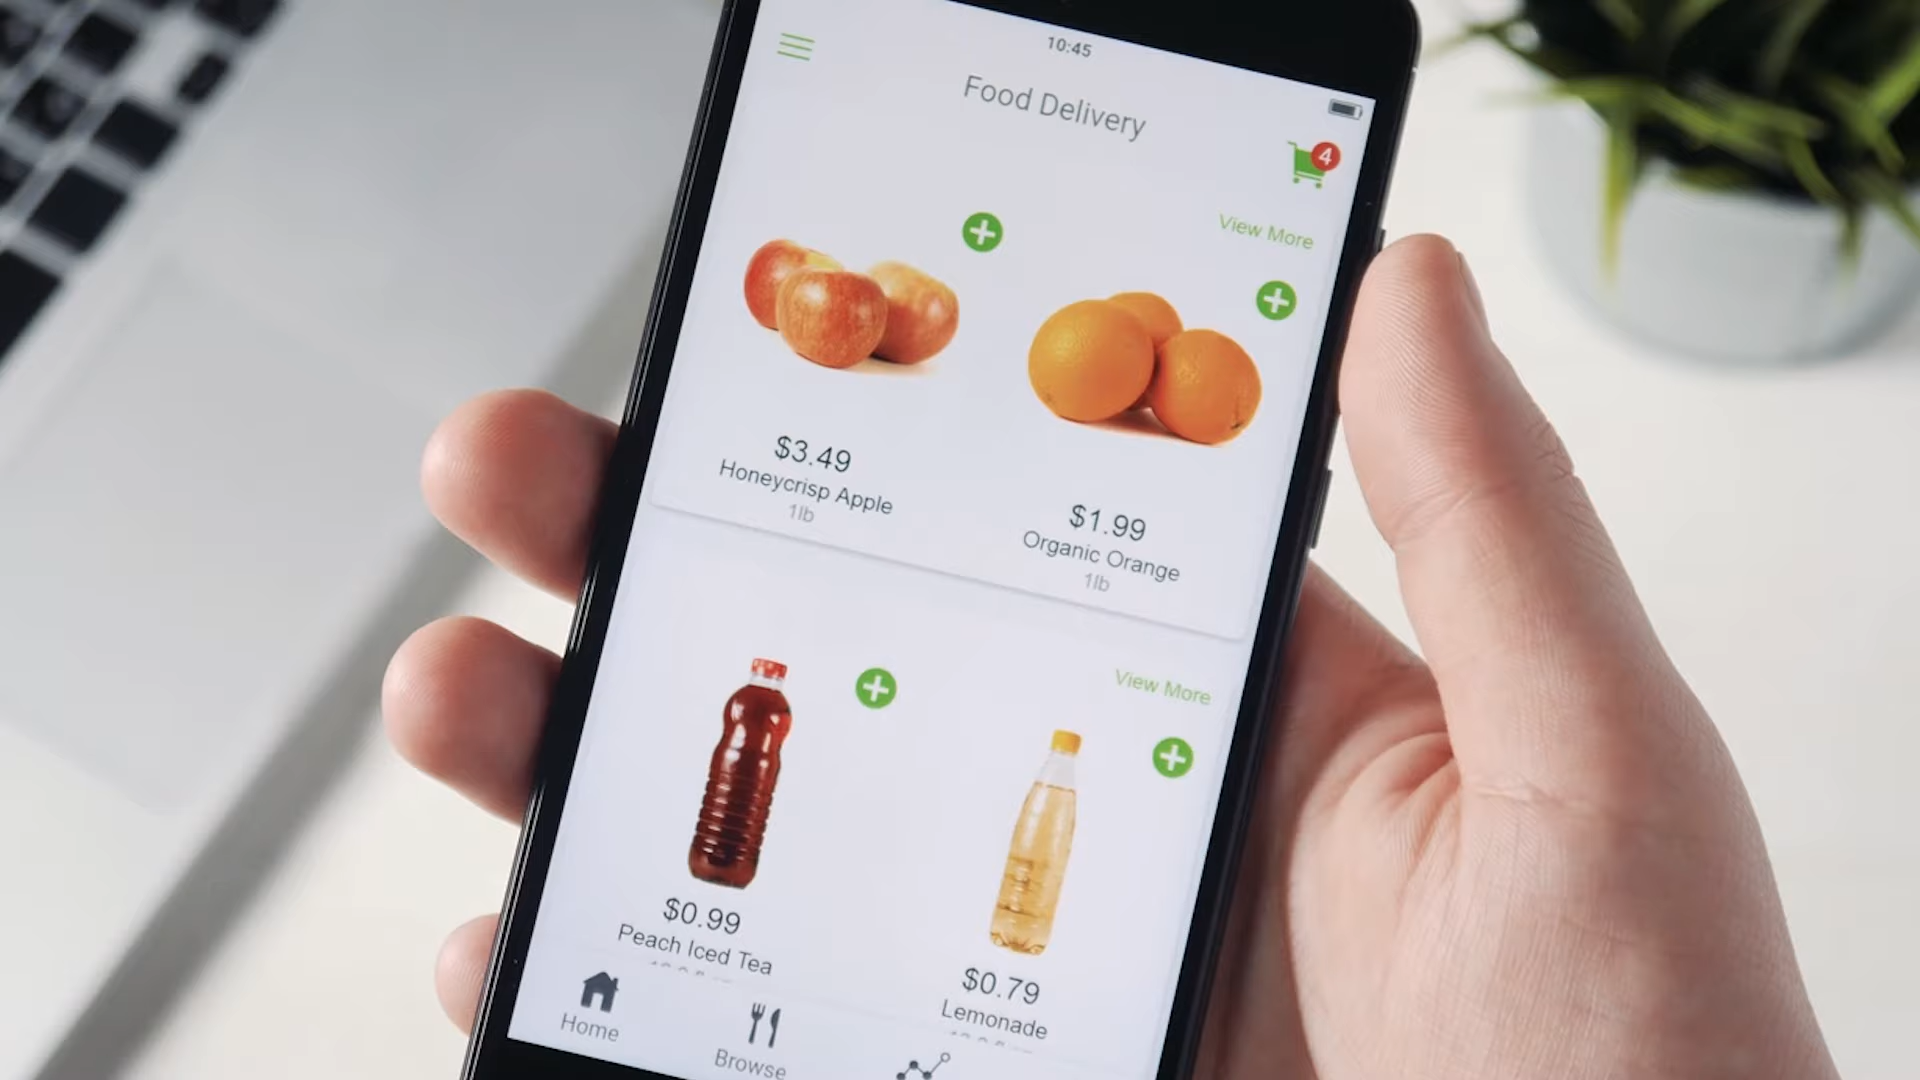 10:45
Food Delivery
4
View More
$3.49
Honeycrisp Apple
1lb
$1.99
Organic Orange
1lb
View More
$0.99
Peach Iced Tea
$0.79
Lemonade
Home
Browse